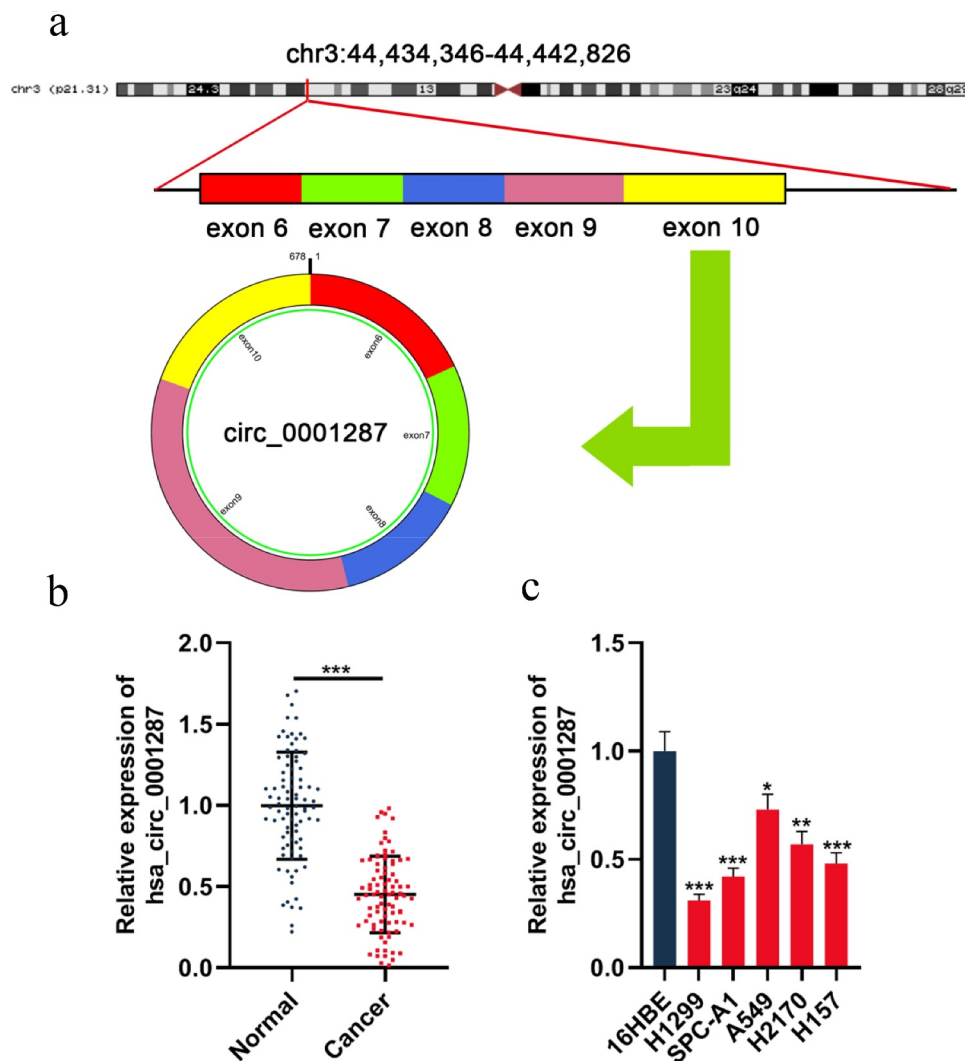 a
chr3:44,434,346-44,442,826
chr3 (p21.31)
24.3
13
23
q24
28
q29
exon 6
exon 7
exon 8
exon 9
exon 10
678
1
exon10
exon6
circ_0001287
exon7
exon9
exon8
b
Relative expression of
hsa_circ_0001287
2.0
1.5
1.0
0.5
0.0
***
Normal
Cancer
c
Relative expression of
hsa_circ_0001287
1.5
1.0
0.5
0.0
***
***
*
**
***
16HBE
H1299
SPC-A1
A549
H2170
H157